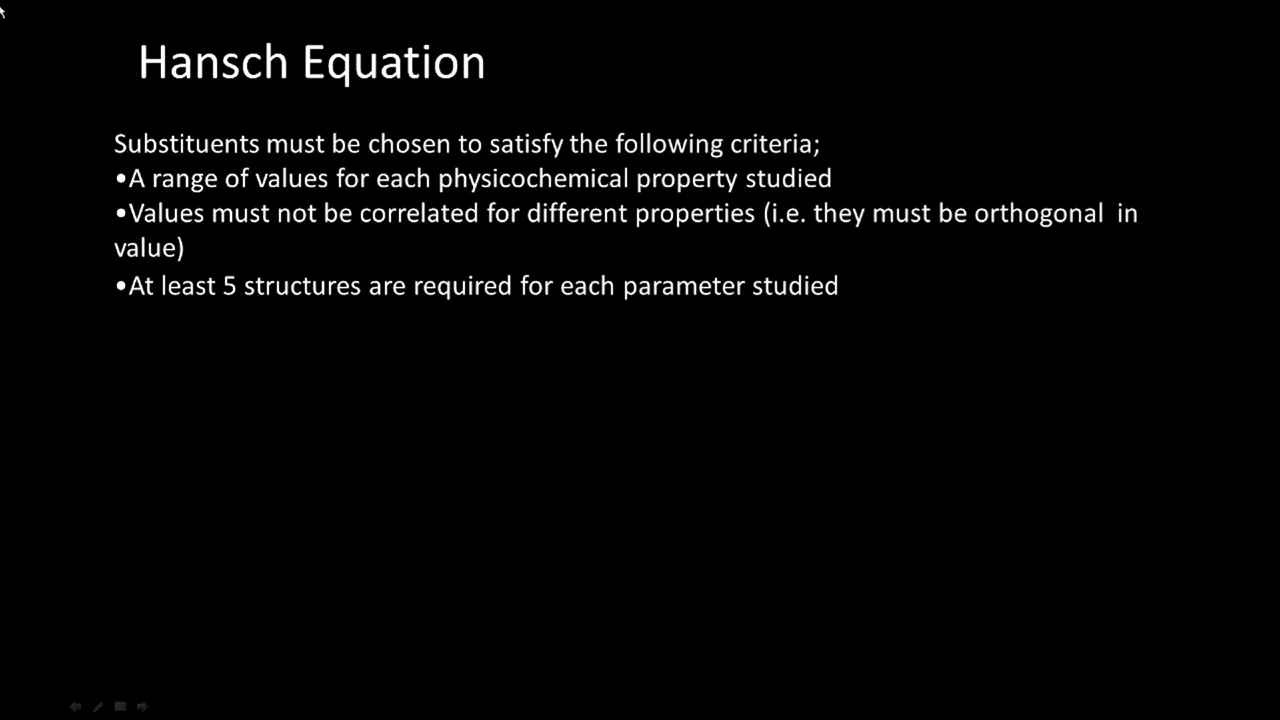 Hansch Equation
Substituents must be chosen to satisfy the following criteria;
•A range of values for each physicochemical property studied
•Values must not be correlated for different properties (i.e. they must be orthogonal  in
value)
•At least 5 structures are required for each parameter studied